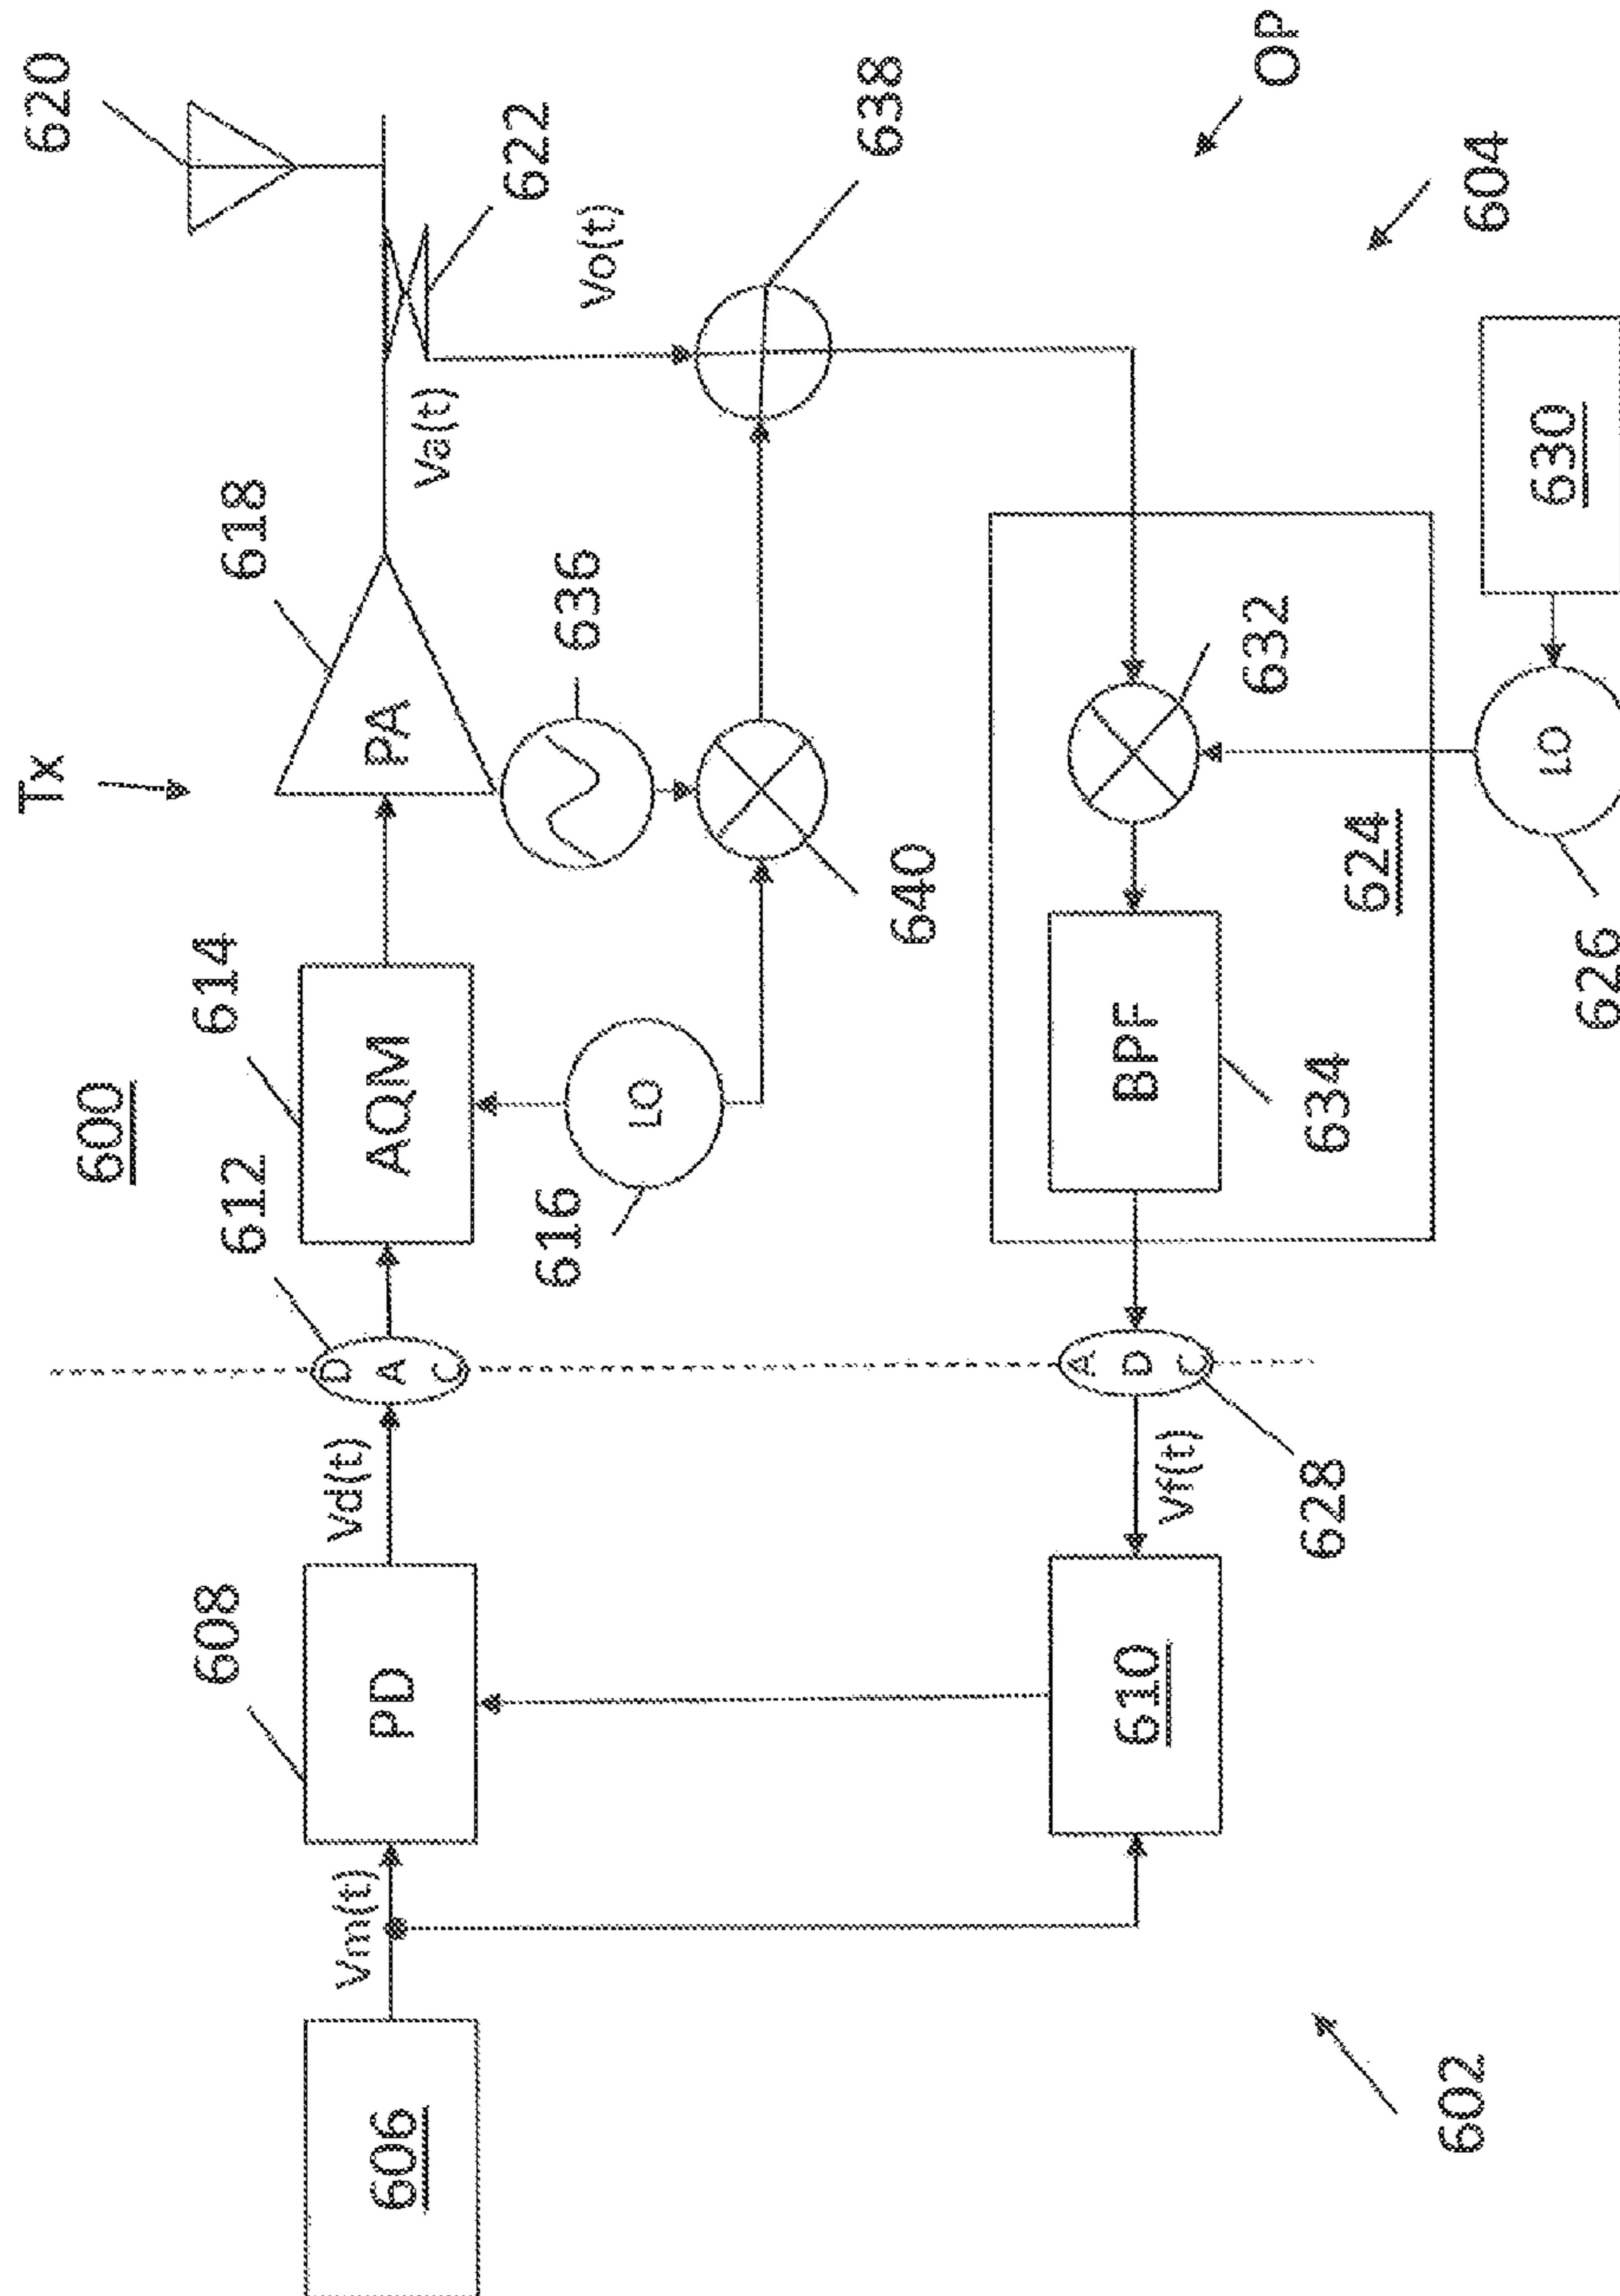 600
Tx
620
612
614
618
608
PA
Va(t)
622
Vm(t)
Vd(t)
D
A
C
AQM
606
PD
616
LO
636
Vo(t)
640
638
610
Vf(t)
A
D
C
628
BPF
634
632
624
OP
604
602
626
LO
630